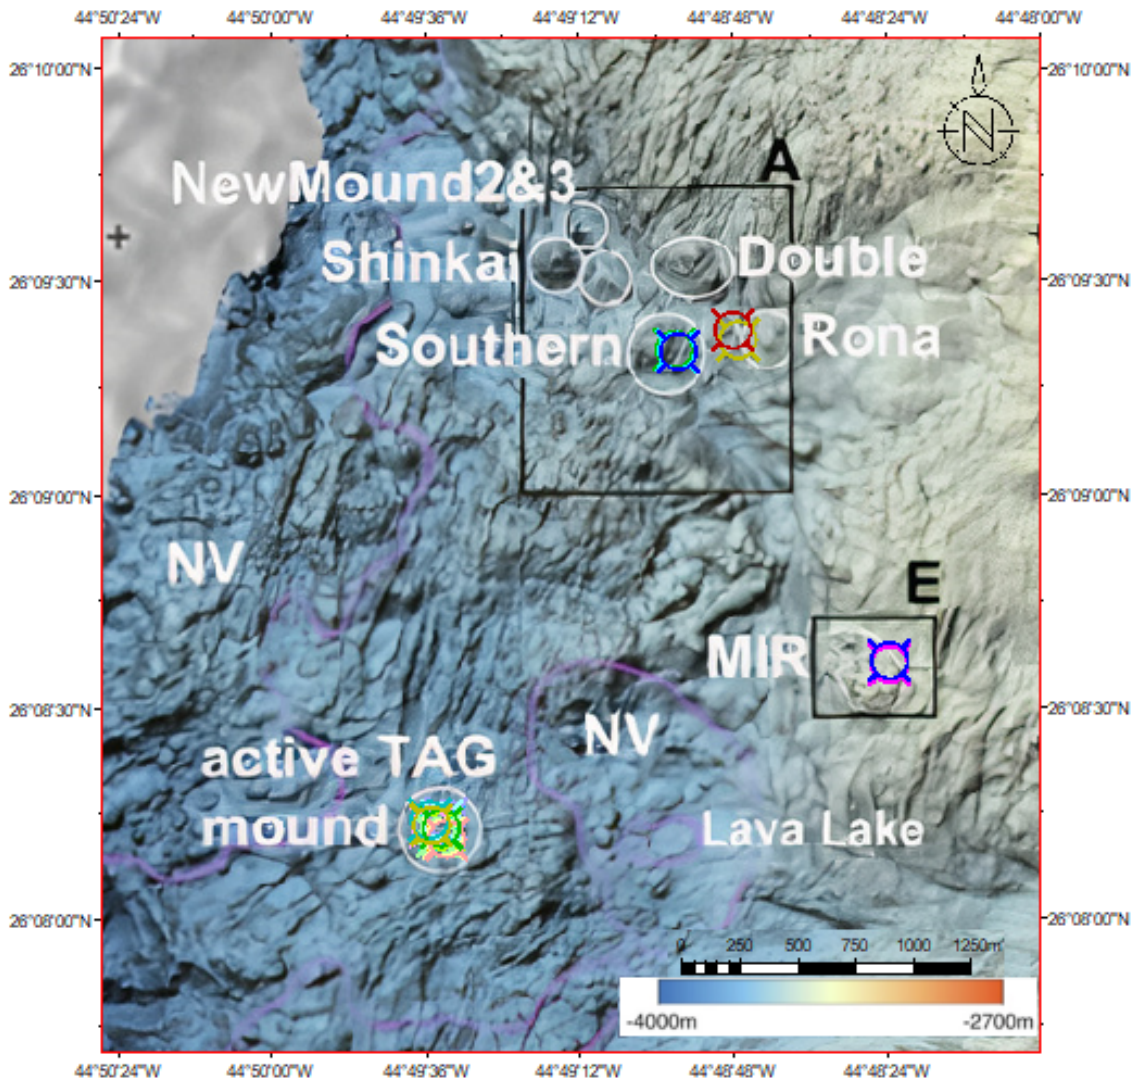 44°50'24"W 44°50'00"W 44°49'36"W 44°49'12"W 44°48'48"W 44°48'24"W 44°48'00"W
26°10'00"N 26°10'00"N
N
A
NewMound2&3
Shinkai Double
26°09'30"N 26°09'30"N
Southern Rona
26°09'00"N 26°09'00"N
NV
E
MIR
26°08'30"N 26°08'30"N
NV
active TAG
mound
Lava Lake
26°08'00"N 26°08'00"N
0 250 500 750 1000 1250m
-4000m -2700m
44°50'24"W 44°50'00"W 44°49'36"W 44°49'12"W 44°48'48"W 44°48'24"W 44°48'00"W